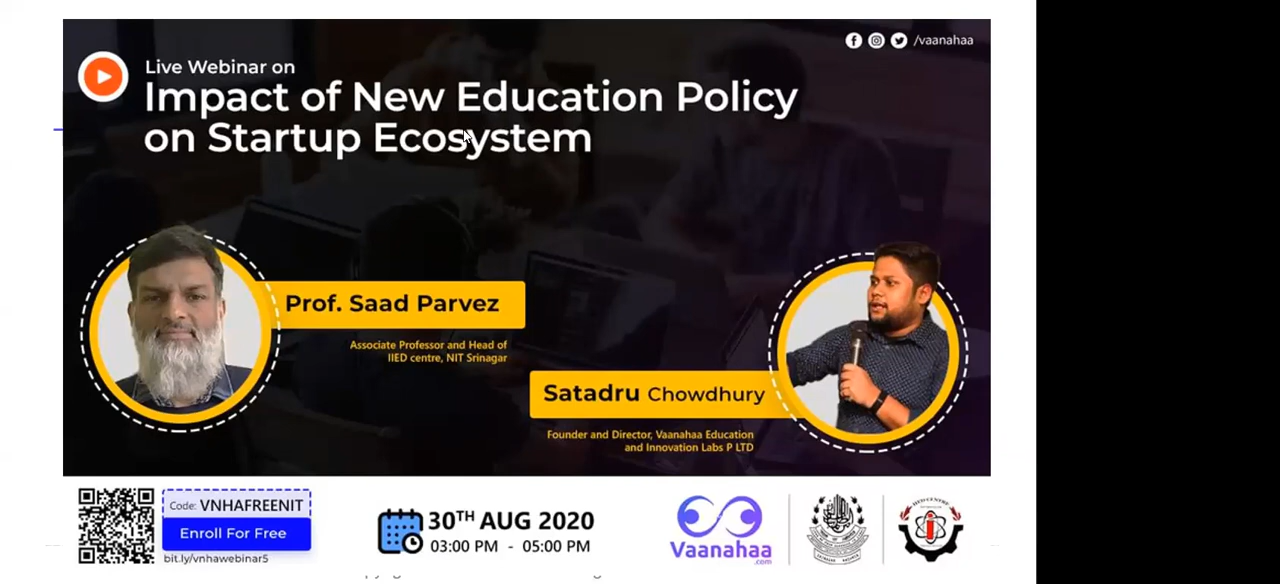 /vaanahaa
Live Webinar on
Impact of New Education Policy
on Startup Ecosystem
Prof. Saad Parvez
Associate Professor and Head of
IIED centre, NIT Srinagar
Satadru Chowdhury
Founder and Director, Vaanahaa Education
and Innovation Labs P LTD
Code: VNHAFREENIT
Enroll For Free
bit.ly/vnhawebinar5
30TH AUG 2020
03:00 PM - 05:00 PM
Vaanahaa
.com
IIED CENTRE